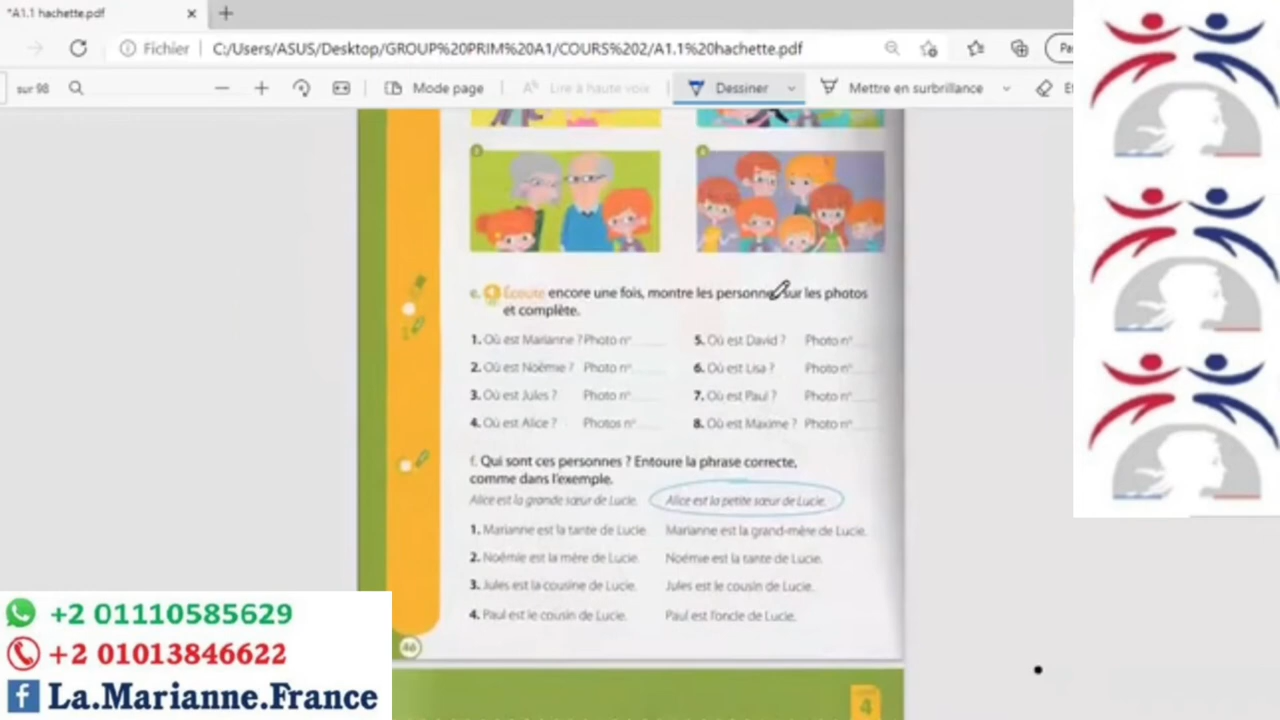 *A1.1 hachette.pdf
Fichier C:/Users/ASUS/Desktop/GROUP%20PRIM%20A1/COURS%202/A1.1%20hachette.pdf
sur 98 Mode page Lire à haute voix Dessiner Mettre en surbrillance
e. 4 Écoute encore une fois, montre les personnes sur les photos
et complète.
1. Où est Marianne ? Photo n° 5. Où est David ? Photo n°
2. Où est Noémie ? Photo n° 6. Où est Lisa ? Photo n°
3. Où est Jules ? Photo n° 7. Où est Paul ? Photo n°
4. Où est Alice ? Photos n° 8. Où est Maxime ? Photo n°
f. Qui sont ces personnes ? Entoure la phrase correcte,
comme dans l'exemple.
Alice est la grande sœur de Lucie. Alice est la petite sœur de Lucie.
1. Marianne est la tante de Lucie. Marianne est la grand-mère de Lucie.
2. Noémie est la mère de Lucie. Noémie est la tante de Lucie.
3. Jules est la cousine de Lucie. Jules est le cousin de Lucie.
4. Paul est le cousin de Lucie. Paul est l'oncle de Lucie.
46
4
+2 01110585629
+2 01013846622
La.Marianne.France